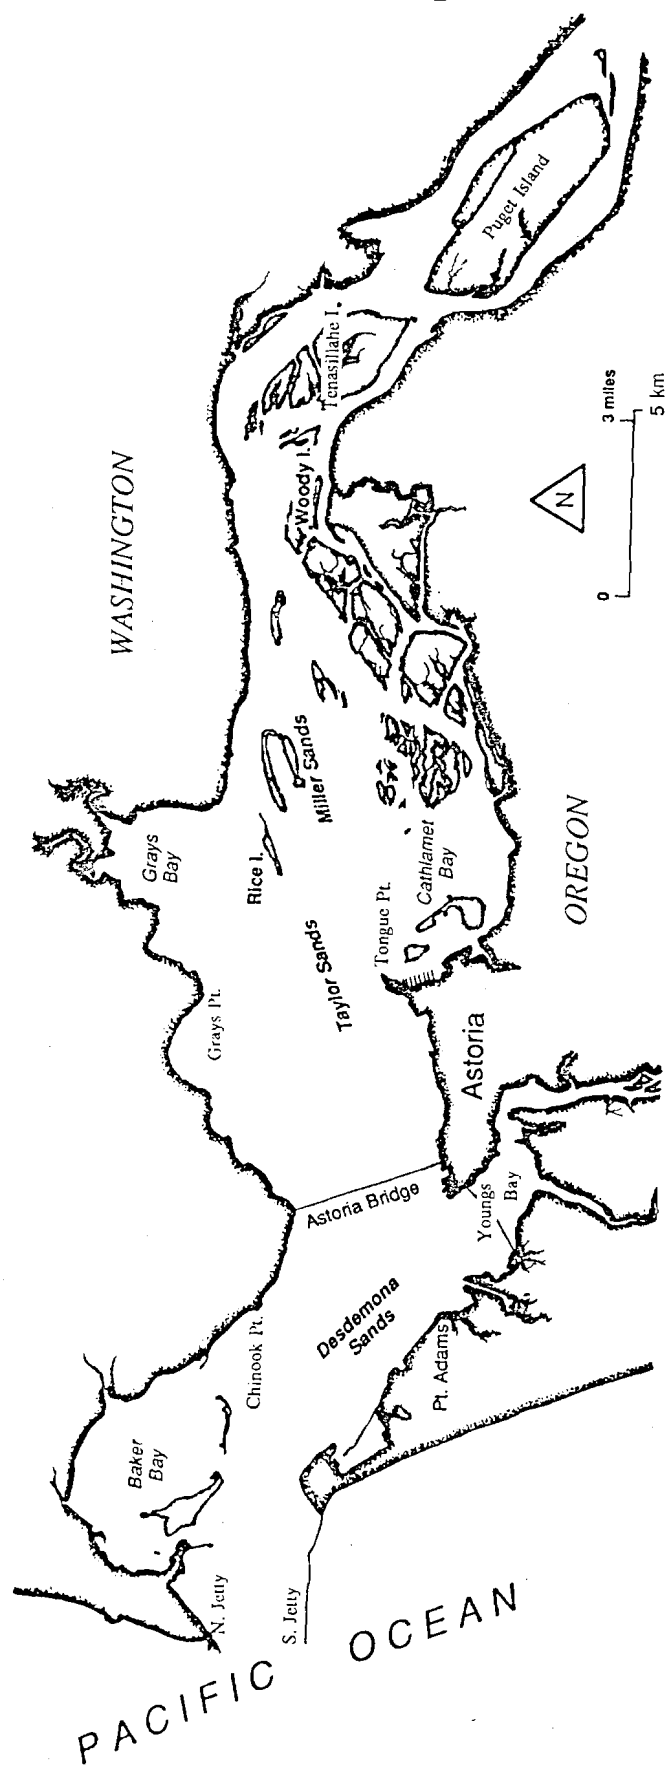 WASHINGTON
OREGON
PACIFIC OCEAN
N. Jetty
S. Jetty
Baker
Bay
Chinook Pt.
Desdemona
Sands
Pt. Adams
Astoria Bridge
Youngs
Bay
Astoria
Grays Pt.
Taylor Sands
Tongue Pt.
Grays
Bay
Rice I.
Miller Sands
Cathlamet
Bay
Woody I.
Tenasillahe I.
Puget Island
N
0
3 miles
5 km